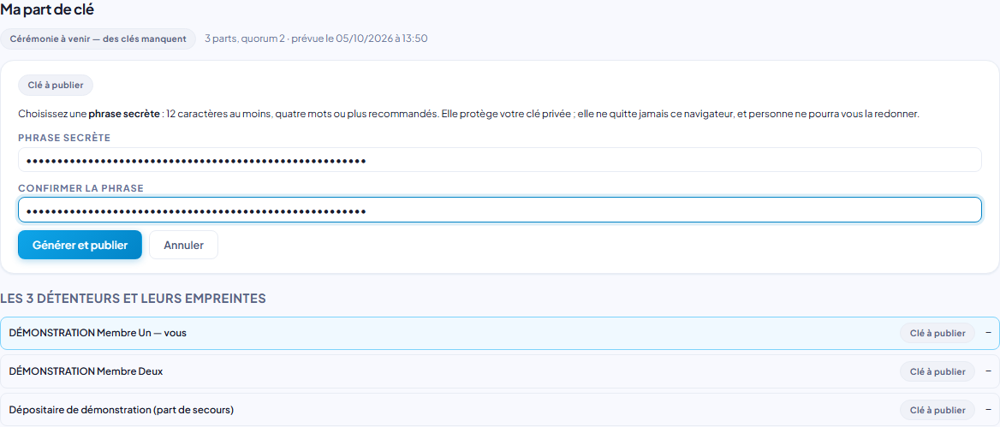 Ma part de clé
Cérémonie à venir — des clés manquent
3 parts, quorum 2 · prévue le 05/10/2026 à 13:50
Clé à publier
Choisissez une phrase secrète : 12 caractères au moins, quatre mots ou plus recommandés. Elle protège votre clé privée ; elle ne quitte jamais ce navigateur, et personne ne pourra vous la redonner.
PHRASE SECRÈTE
•••••••••••••••••••••••••••••••••••••••••••••••••••••••
CONFIRMER LA PHRASE
•••••••••••••••••••••••••••••••••••••••••••••••••••••••
Générer et publier
Annuler
LES 3 DÉTENTEURS ET LEURS EMPREINTES
DÉMONSTRATION Membre Un — vous
Clé à publier –
DÉMONSTRATION Membre Deux
Clé à publier –
Dépositaire de démonstration (part de secours)
Clé à publier –